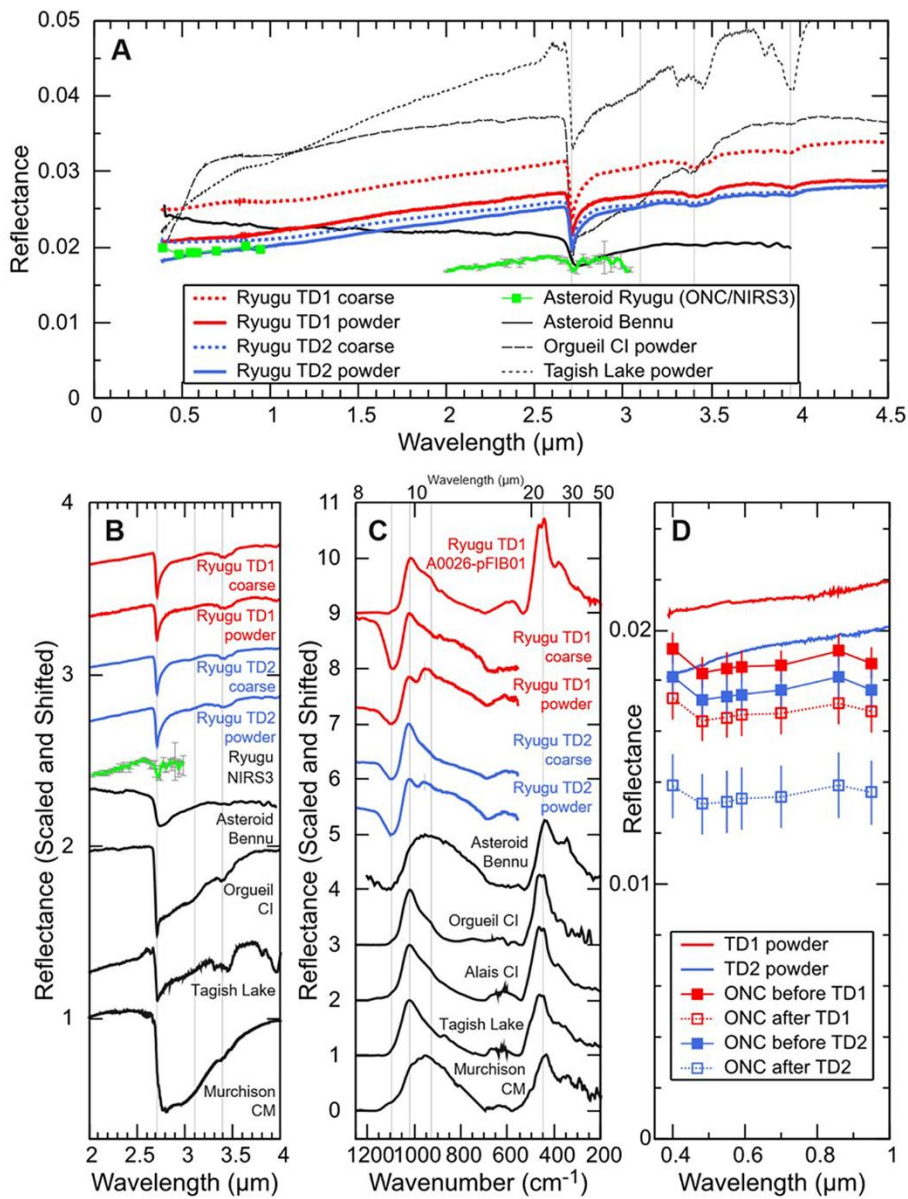 A
0.05
0.04
0.03
0.02
0.01
0
Reflectance
Ryugu TD1 coarse
Ryugu TD1 powder
Ryugu TD2 coarse
Ryugu TD2 powder
Asteroid Ryugu (ONC/NIRS3)
Asteroid Bennu
Orgueil CI powder
Tagish Lake powder
0 0.5 1 1.5 2 2.5 3 3.5 4 4.5
Wavelength (µm)
B
4
3
2
1
Reflectance (Scaled and Shifted)
Ryugu TD1
coarse
Ryugu TD1
powder
Ryugu TD2
coarse
Ryugu TD2
powder
Ryugu
NIRS3
Asteroid
Bennu
Orgueil
CI
Tagish Lake
Murchison
CM
2 2.5 3 3.5 4
Wavelength (µm)
Wavelength (µm)
8 10 20 30 50
C
11
10
9
8
7
6
5
4
3
2
1
0
Reflectance (Scaled and Shifted)
Ryugu TD1
A0026-pFIB01
Ryugu TD1
coarse
Ryugu TD1
powder
Ryugu TD2
coarse
Ryugu TD2
powder
Asteroid
Bennu
Orgueil CI
Alais CI
Tagish Lake
Murchison
CM
12001000 800 600 400 200
Wavenumber (cm-1)
D
0.02
0.01
0
Reflectance
TD1 powder
TD2 powder
ONC before TD1
ONC after TD1
ONC before TD2
ONC after TD2
0.4 0.6 0.8 1
Wavelength (µm)